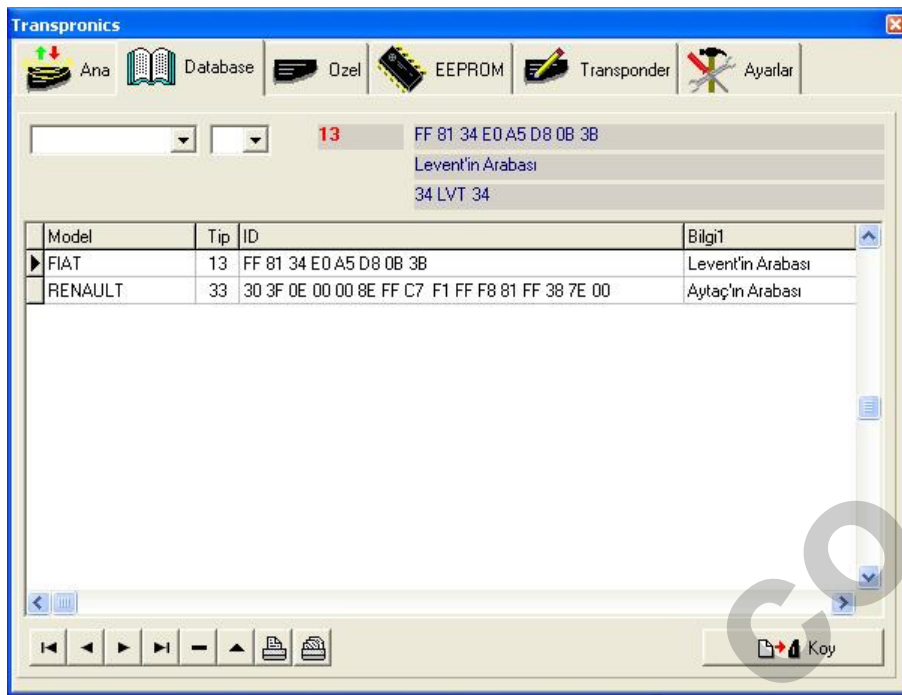 Transpronics
Ana Database Ozel EEPROM Transponder Ayarlar
13 FF 81 34 E0 A5 D8 0B 3B
Levent'in Arabası
34 LVT 34
Model Tip ID Bilgi1
FIAT 13 FF 81 34 E0 A5 D8 0B 3B Levent'in Arabası
RENAULT 33 30 3F 0E 00 00 8E FF C7 F1 FF F8 81 FF 38 7E 00 Aytaç'ın Arabası
Koy
CO